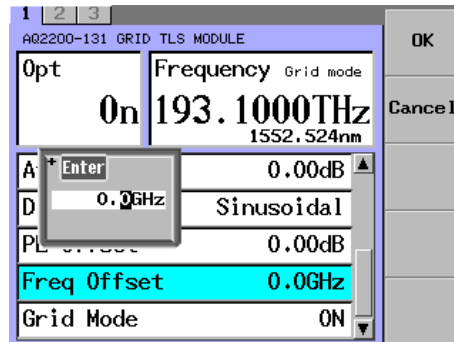 1 2 3
AQ2200-131 GRID TLS MODULE
OK
Opt
Frequency Grid mode
On
193.1000THz
1552.524nm
Cancel
A
0.00dB
+ Enter
0.0GHz
D
Sinusoidal
0.00dB
Freq Offset 0.0GHz
Grid Mode ON